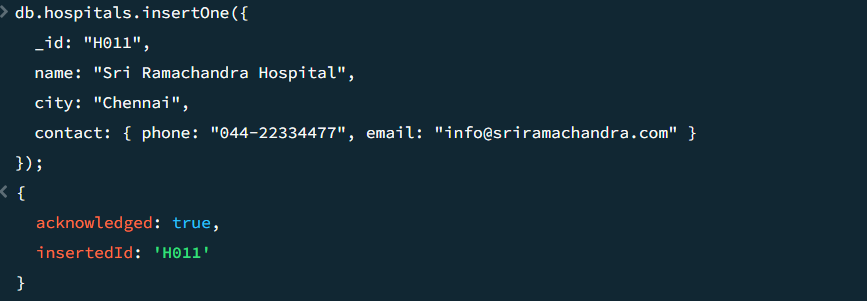 db.hospitals.insertOne({
_id: "H011",
name: "Sri Ramachandra Hospital",
city: "Chennai",
contact: { phone: "044-22334477", email: "info@sriramachandra.com" }
});
{
acknowledged: true,
insertedId: 'H011'
}